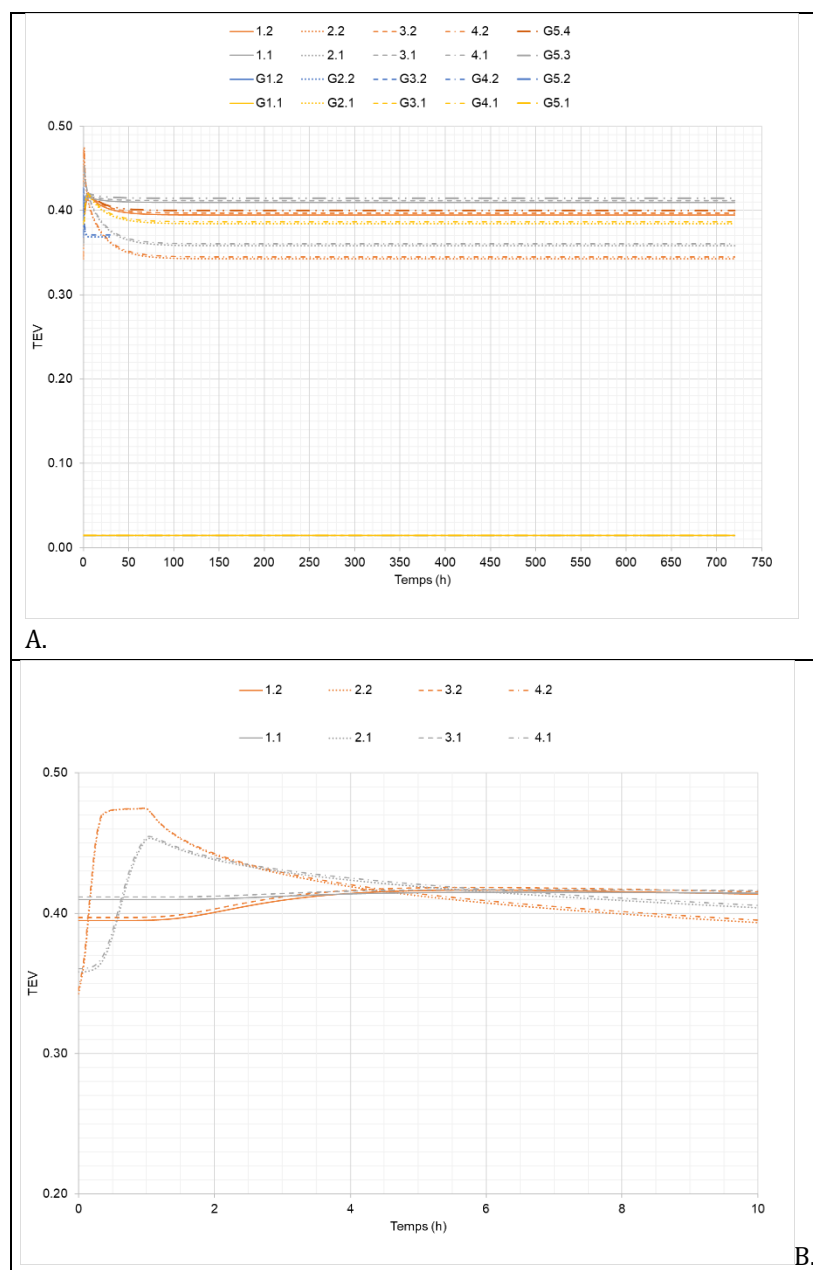 1.2 2.2 3.2 4.2 G5.4
1.1 2.1 3.1 4.1 G5.3
G1.2 G2.2 G3.2 G4.2 G5.2
G1.1 G2.1 G3.1 G4.1 G5.1
0.50
0.40
0.30
0.20
0.10
0.00
TEV
0 50 100 150 200 250 300 350 400 450 500 550 600 650 700 750
Temps (h)
A.
1.2 2.2 3.2 4.2
1.1 2.1 3.1 4.1
0.50
0.40
0.30
0.20
TEV
0 2 4 6 8 10
Temps (h)
B.